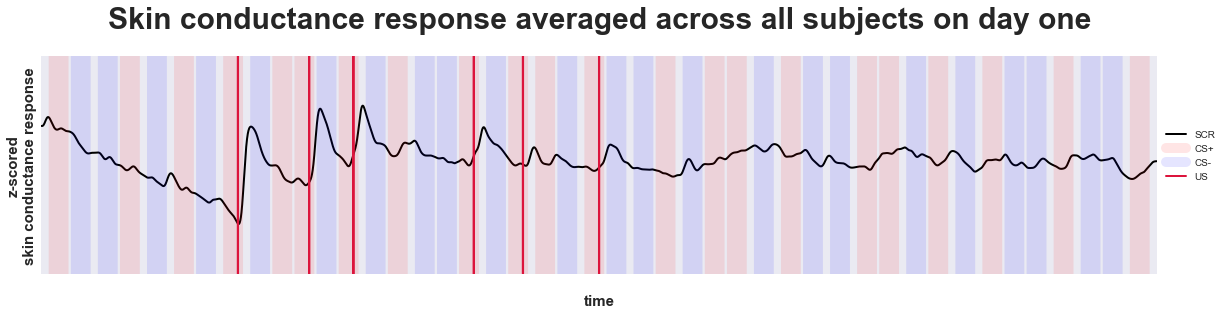 Skin conductance response averaged across all subjects on day one
z-scored
skin conductance response
SCR
CS+
CS-
US
time